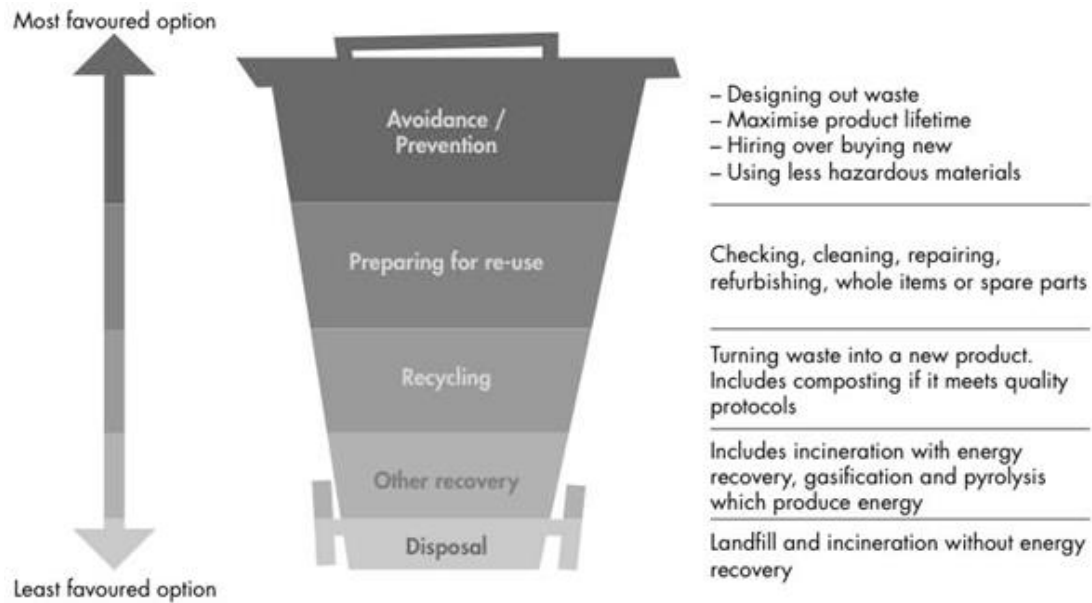 Most favoured option
Avoidance /
Prevention
– Designing out waste
– Maximise product lifetime
– Hiring over buying new
– Using less hazardous materials
Preparing for re-use
Checking, cleaning, repairing,
refurbishing, whole items or spare parts
Recycling
Turning waste into a new product.
Includes composting if it meets quality
protocols
Other recovery
Includes incineration with energy
recovery, gasification and pyrolysis
which produce energy
Disposal
Landfill and incineration without energy
recovery
Least favoured option